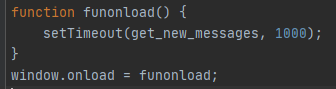 function funonload() {
    setTimeout(get_new_messages, 1000);
}
window.onload = funonload;